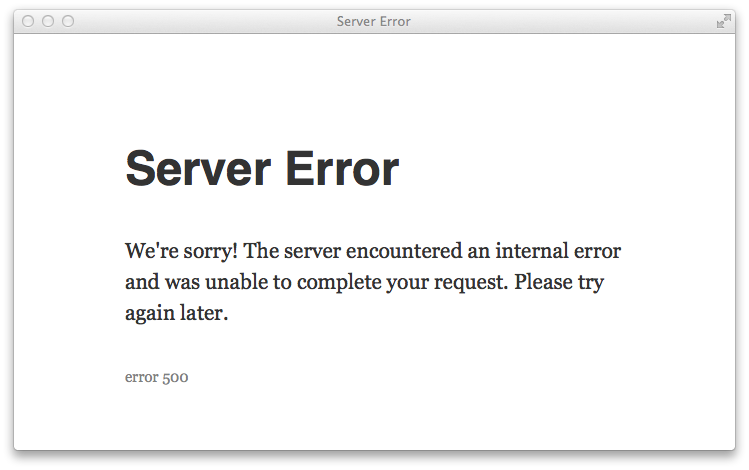 Server Error
Server Error
We're sorry! The server encountered an internal error
and was unable to complete your request. Please try
again later.
error 500